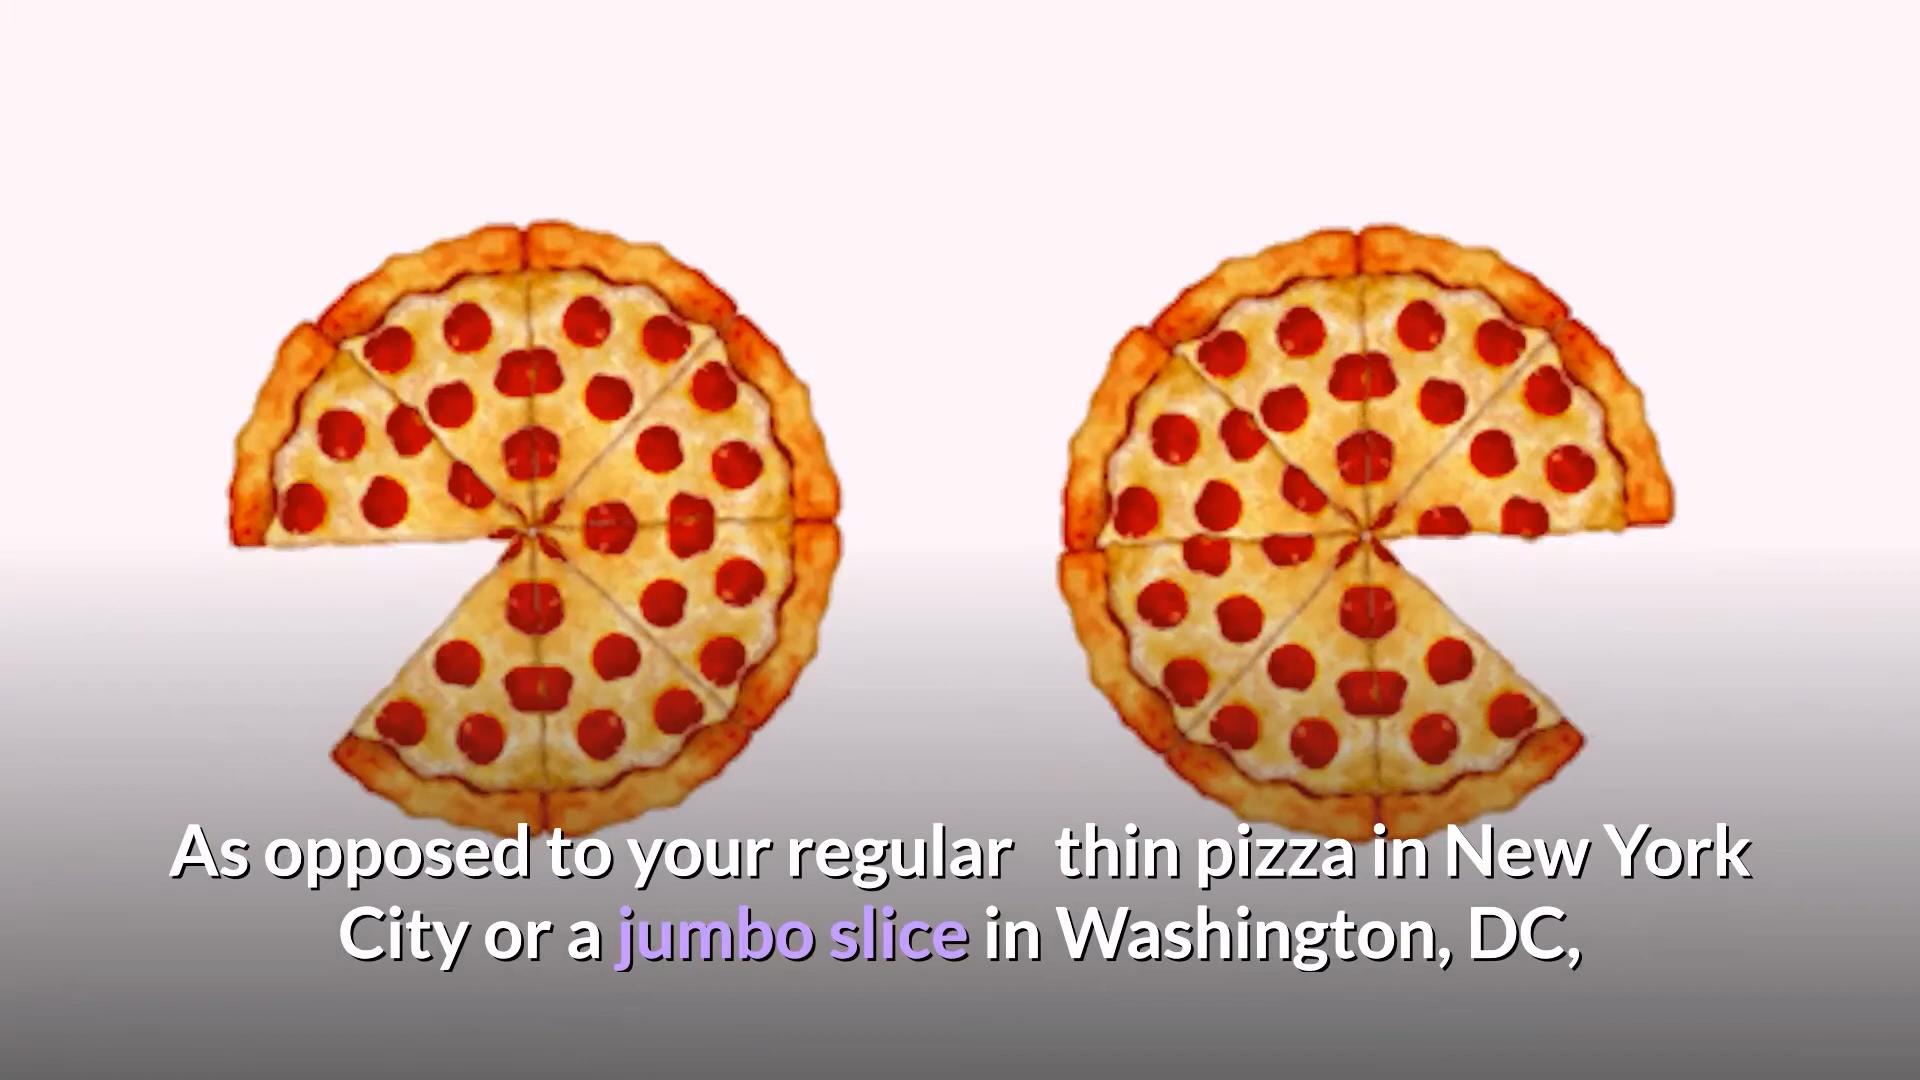 As opposed to your regular thin pizza in New York
City or a jumbo slice in Washington, DC,